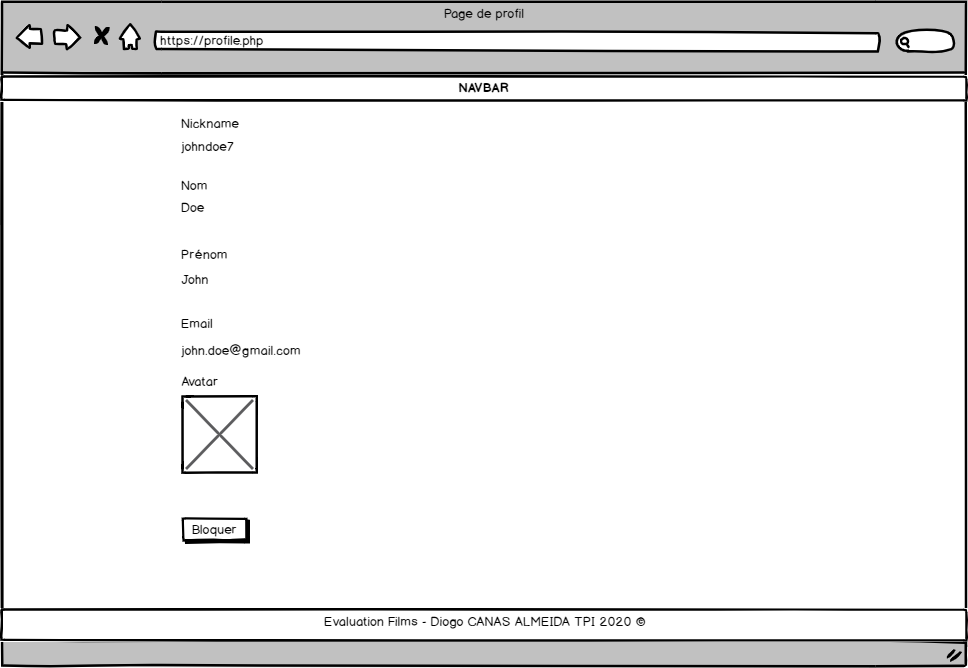 Page de profil
https://profile.php
NAVBAR
Nickname
johndoe7
Nom
Doe
Prénom
John
Email
john.doe@gmail.com
Avatar
Bloquer
Evaluation Films - Diogo CANAS ALMEIDA TPI 2020 ©